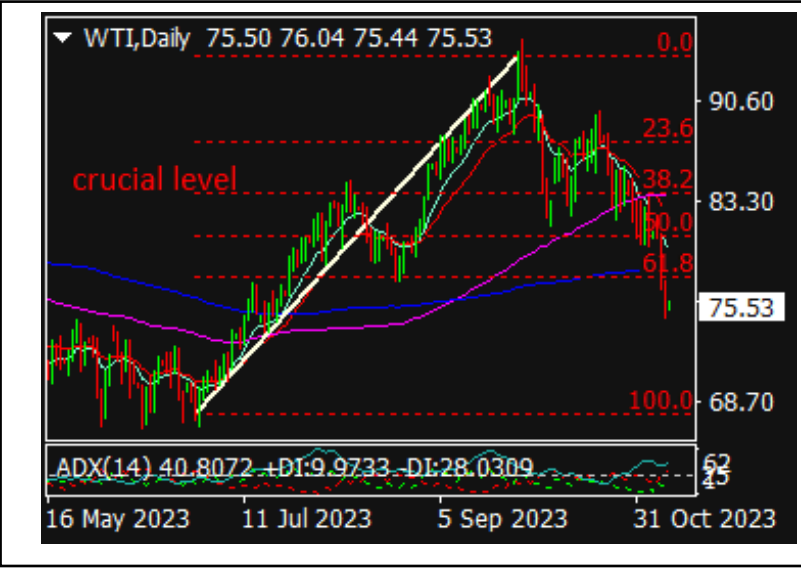 WTI,Daily 75.50 76.04 75.44 75.53
0.0
90.60
23.6
crucial level
38.2
83.30
50.0
61.8
75.53
100.0
68.70
ADX(14) 40.8072 +DI:9.9733 -DI:28.0309
62
16 May 2023 11 Jul 2023 5 Sep 2023 31 Oct 2023